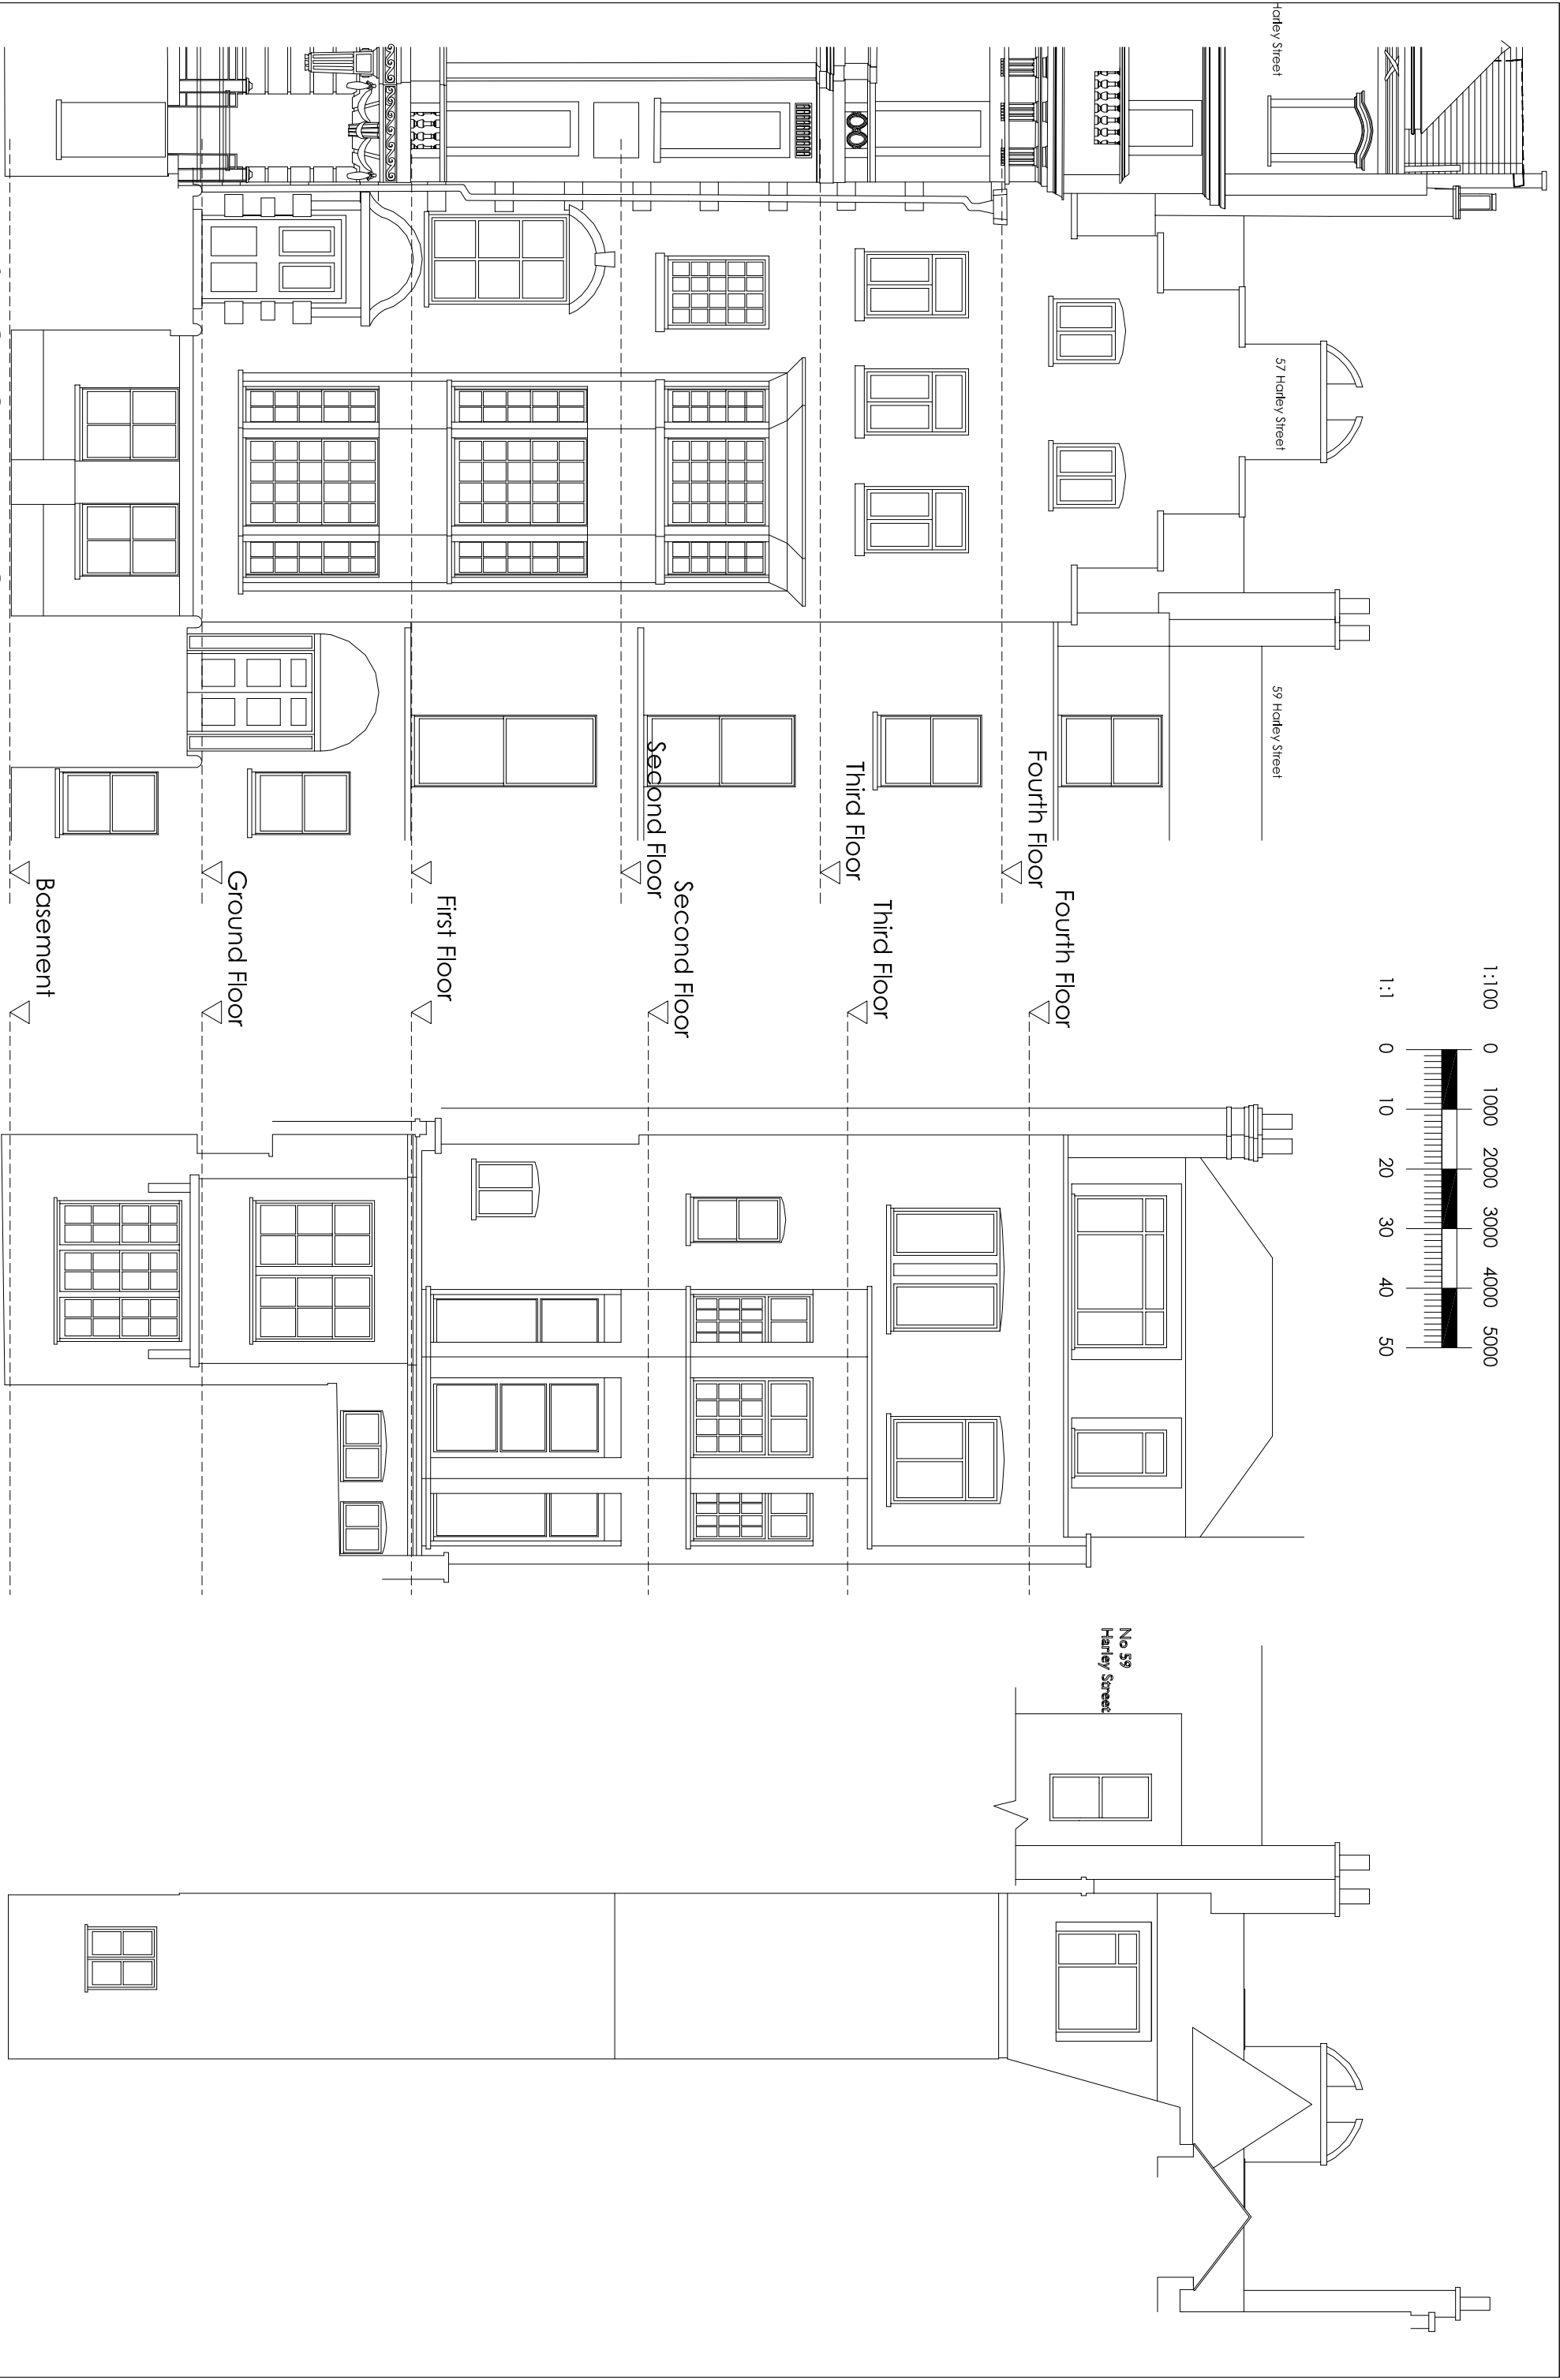 1:100 0 1000 2000 3000 4000 5000
1:1 0 10 20 30 40 50
Harley Street
57 Harley Street
59 Harley Street
Fourth Floor
Fourth Floor
Third Floor
Third Floor
Second Floor
Second Floor
First Floor
Ground Floor
Basement
No 59
Harley Street